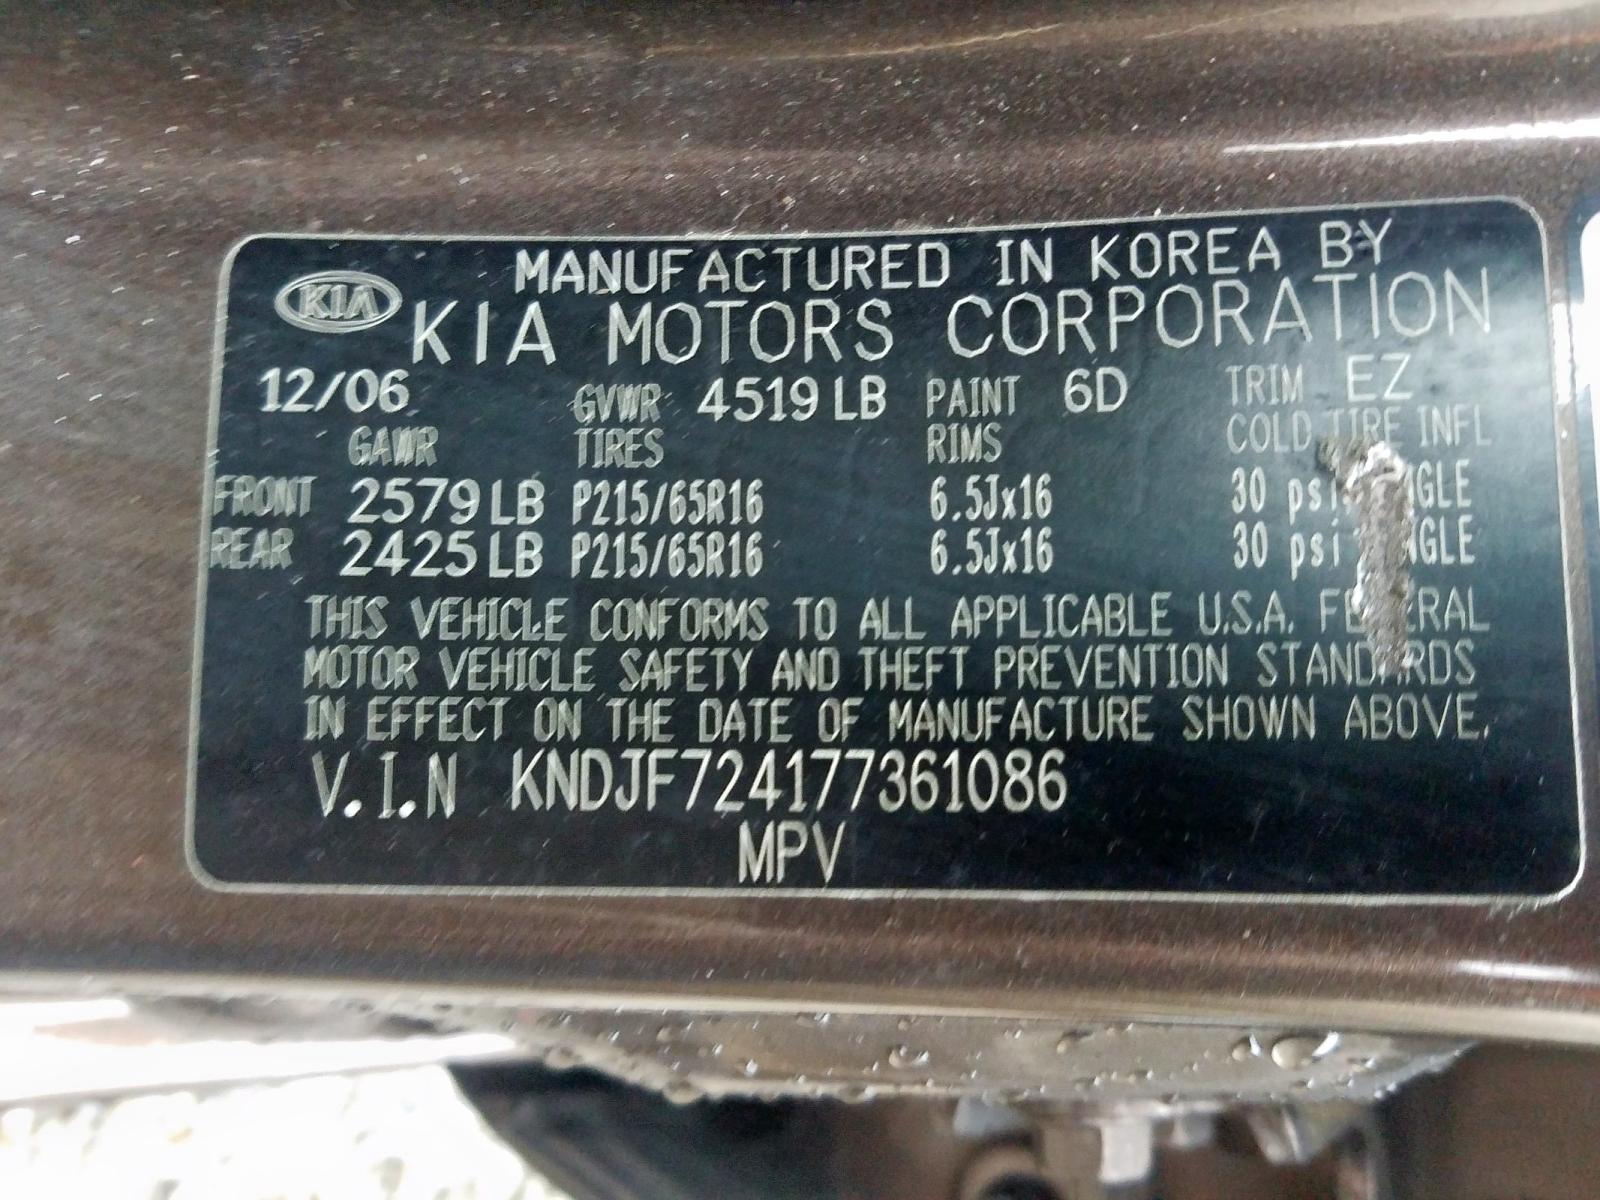 MANUFACTURED IN KOREA BY
KIA
KIA MOTORS CORPORATION
12/06 GVWR 4519 LB PAINT 6D TRIM EZ
GAWR TIRES RIMS COLD TIRE INFL
FRONT 2579 LB P215/65R16 6.5Jx16 30 psi
REAR 2425 LB P215/65R16 6.5Jx16 30 psi
THIS VEHICLE CONFORMS TO ALL APPLICABLE U.S.A. FEDERAL
MOTOR VEHICLE SAFETY AND THEFT PREVENTION STANDARDS
IN EFFECT ON THE DATE OF MANUFACTURE SHOWN ABOVE.
V.I.N KNDJF724177361086
MPV